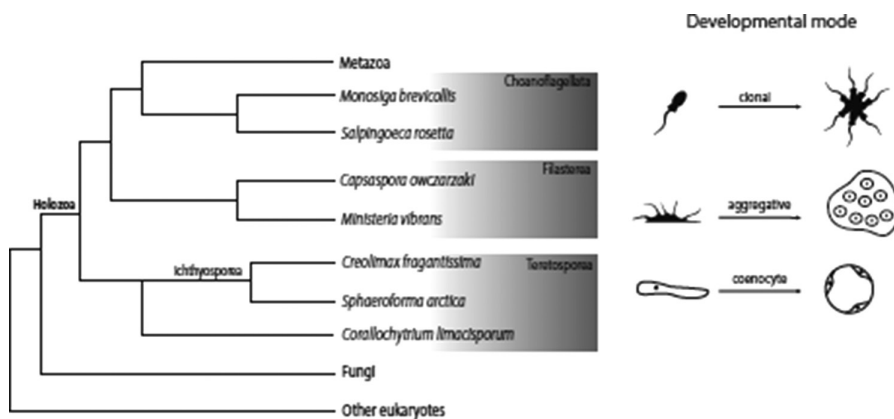 Developmental mode
Metazoa
Choanoflagellata
Monosiga brevicollis
Salpingoeca rosetta
clonal
Filasterea
Capsaspora owczarzaki
Ministeria vibrans
aggregative
Holozoa
Ichthyosporea
Teretosporea
Creolimax fragantissima
Sphaeroforma arctica
Corallochytrium limacisporum
coenocyte
Fungi
Other eukaryotes